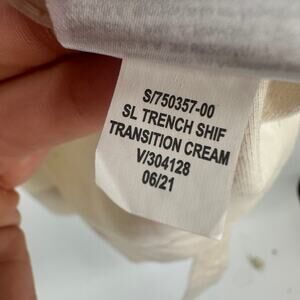 S/750357-00
SL TRENCH SHIF
TRANSITION CREAM
V/304128
06/21